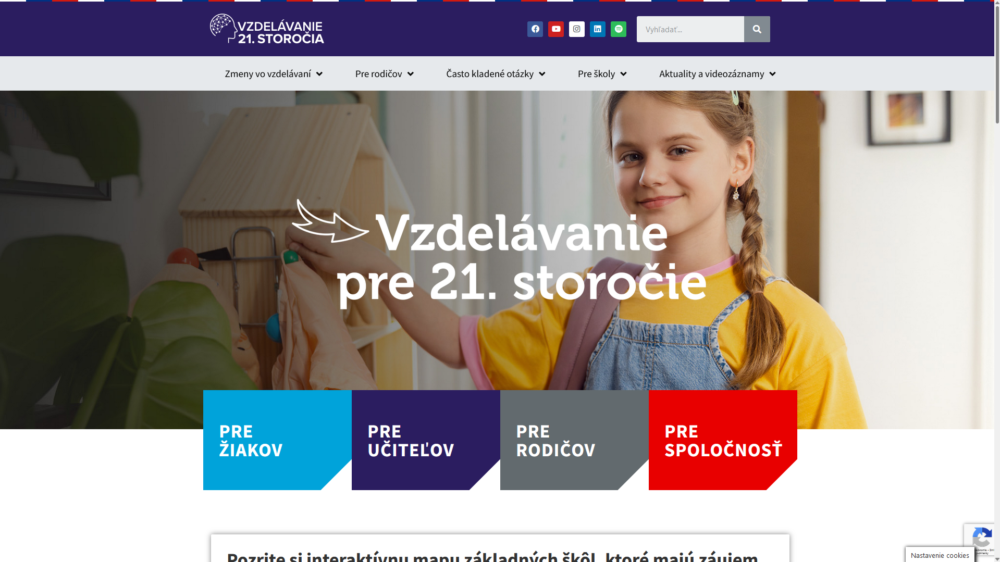 VZDELÁVANIE
21. STOROČIA
Vyhľadať...
Zmeny vo vzdelávaní
Pre rodičov
Často kladené otázky
Pre školy
Aktuality a videozáznamy
Vzdelávanie
pre 21. storočie
PRE
ŽIAKOV
PRE
UČITEĽOV
PRE
RODIČOV
PRE
SPOLOČNOSŤ
Pozrite si interaktívnu mapu základných škôl, ktoré majú záujem
Nastavenie cookies